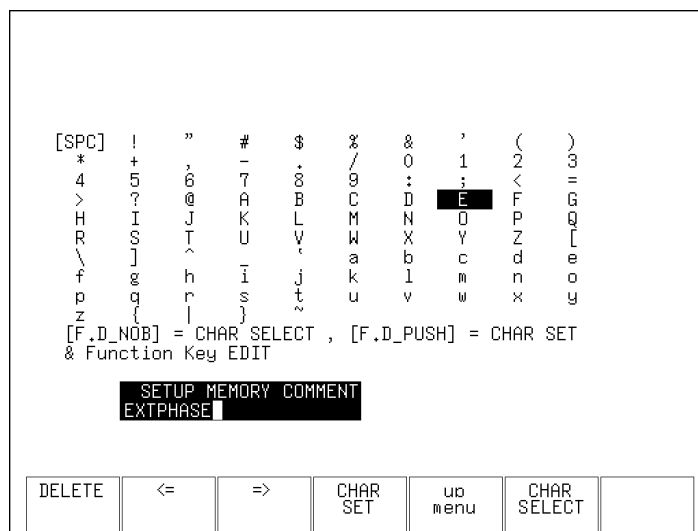 [SPC] ! " # $ % & ' ( )
* + , - . / 0 1 2 3
4 5 6 7 8 9 : ; < =
> ? @ A B C D E F G
H I J K L M N O P Q
R S T U V W X Y Z [
\ ] ^ _ ` a b c d e
f g h i j k l m n o
p q r s t u v w x y
z { | } ~
[F.D_NOB] = CHAR SELECT , [F.D_PUSH] = CHAR SET
& Function Key EDIT
SETUP MEMORY COMMENT
EXTPHASE
DELETE
<=
=>
CHAR
SET
up
menu
CHAR
SELECT